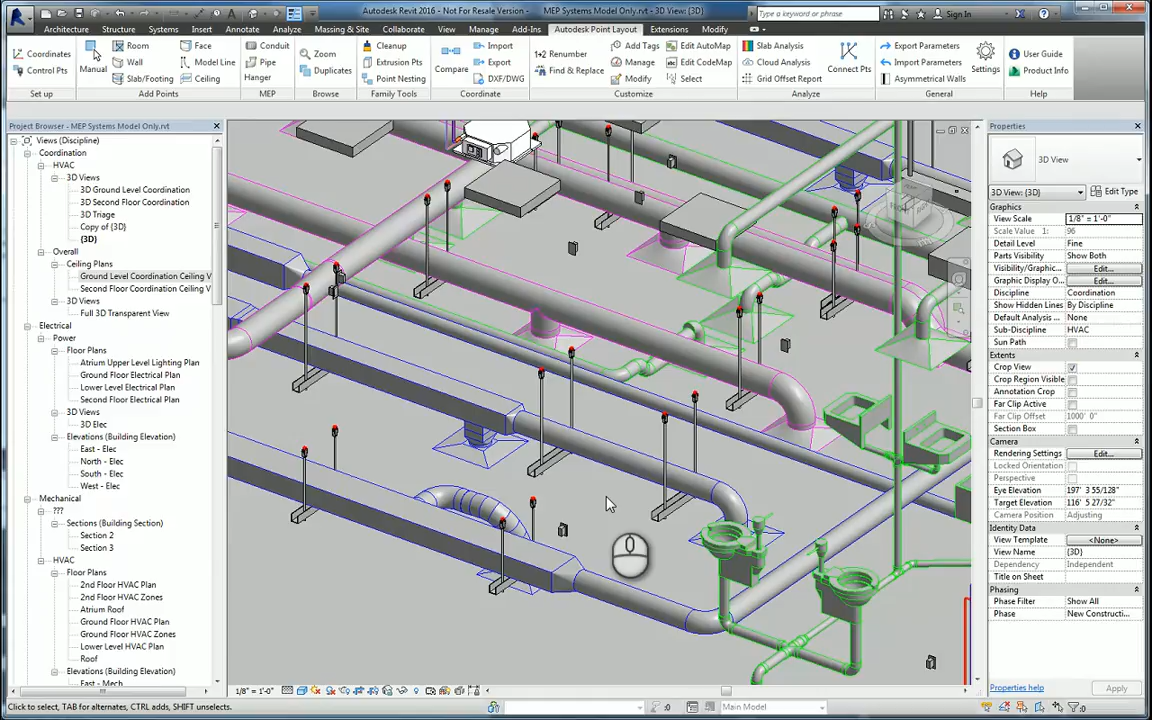 Autodesk Revit 2016 - Not For Resale Version - MEP Systems Model Only.rvt - 3D View: {3D}
Type a keyword or phrase
Sign In
Architecture Structure Systems Insert Annotate Analyze Massing & Site Collaborate View Manage Add-Ins Autodesk Point Layout Extensions Modify
Coordinates
Control Pts
Set up
Manual
Room
Wall
Slab/Footing
Face
Model Line
Ceiling
Add Points
Conduit
Pipe
Hanger
MEP
Zoom
Duplicates
Browse
Cleanup
Extrusion Pts
Point Nesting
Family Tools
Compare
Import
Export
DXF/DWG
Coordinate
Renumber
Find & Replace
Add Tags
Manage
Modify
Edit AutoMap
Edit CodeMap
Select
Customize
Slab Analysis
Cloud Analysis
Grid Offset Report
Connect Pts
Analyze
Export Parameters
Import Parameters
Asymmetrical Walls
Settings
General
User Guide
Product Info
Help
Project Browser - MEP Systems Model Only.rvt
Views (Discipline)
Coordination
HVAC
3D Views
3D Ground Level Coordination
3D Second Floor Coordination
3D Triage
Copy of {3D}
{3D}
Overall
Ceiling Plans
Ground Level Coordination Ceiling V
Second Floor Coordination Ceiling V
3D Views
Full 3D Transparent View
Electrical
Power
Floor Plans
Atrium Upper Level Lighting Plan
Ground Floor Electrical Plan
Lower Level Electrical Plan
Second Floor Electrical Plan
3D Views
3D Elec
Elevations (Building Elevation)
East - Elec
North - Elec
South - Elec
West - Elec
Mechanical
???
Sections (Building Section)
Section 2
Section 3
HVAC
Floor Plans
2nd Floor HVAC Plan
2nd Floor HVAC Zones
Atrium Roof
Ground Floor HVAC Plan
Ground Floor HVAC Zones
Lower Level HVAC Plan
Roof
Elevations (Building Elevation)
East - Mech
Properties
3D View
3D View: {3D}
Edit Type
Graphics
View Scale 1/8" = 1'-0"
Scale Value 1: 96
Detail Level Fine
Parts Visibility Show Both
Visibility/Graphic... Edit...
Graphic Display O... Edit...
Discipline Coordination
Show Hidden Lines By Discipline
Default Analysis ... None
Sub-Discipline HVAC
Sun Path
Extents
Crop View
Crop Region Visible
Annotation Crop
Far Clip Active
Far Clip Offset 1000' 0"
Section Box
Camera
Rendering Settings Edit...
Locked Orientation
Perspective
Eye Elevation 197' 3 55/128"
Target Elevation 116' 5 27/32"
Camera Position Adjusting
Identity Data
View Template <None>
View Name {3D}
Dependency Independent
Title on Sheet
Phasing
Phase Filter Show All
Phase New Constructi...
Properties help
Apply
1/8" = 1'-0"
Click to select, TAB for alternates, CTRL adds, SHIFT unselects.
:0
Main Model
:0